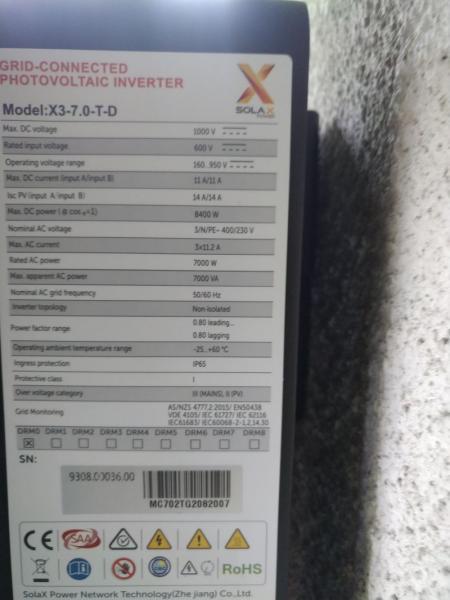 GRID-CONNECTED
PHOTOVOLTAIC INVERTER
SOLAX
POWER
Model:X3-7.0-T-D
Max. DC voltage 1000 V
Rated input voltage 600 V
Operating voltage range 160...950 V
Max. DC current (input A/input B) 11 A/11 A
Isc PV (input A/input B) 14 A/14 A
Max. DC power ( @ cos φ=1) 8400 W
Nominal AC voltage 3/N/PE~ 400/230 V
Max. AC current 3×11.2 A
Rated AC power 7000 W
Max. apparent AC power 7000 VA
Nominal AC grid frequency 50/60 Hz
Inverter topology Non-isolated
Power factor range 0.80 leading...
0.80 lagging
Operating ambient temperature range -25...+60 °C
Ingress protection IP65
Protective class I
Over voltage category III (MAINS), II (PV)
Grid Monitoring AS/NZS 4777.2:2015/ EN50438
VDE 4105/ IEC 61727/ IEC 62116
IEC61683/ IEC60068-2-1,2,14,30
DRM0 DRM1 DRM2 DRM3 DRM4 DRM5 DRM6 DRM7 DRM8
SN:
9308.00036.00
MC702TG2082007
CE SAA
RoHS
SolaX Power Network Technology(Zhe jiang) Co.,Ltd.